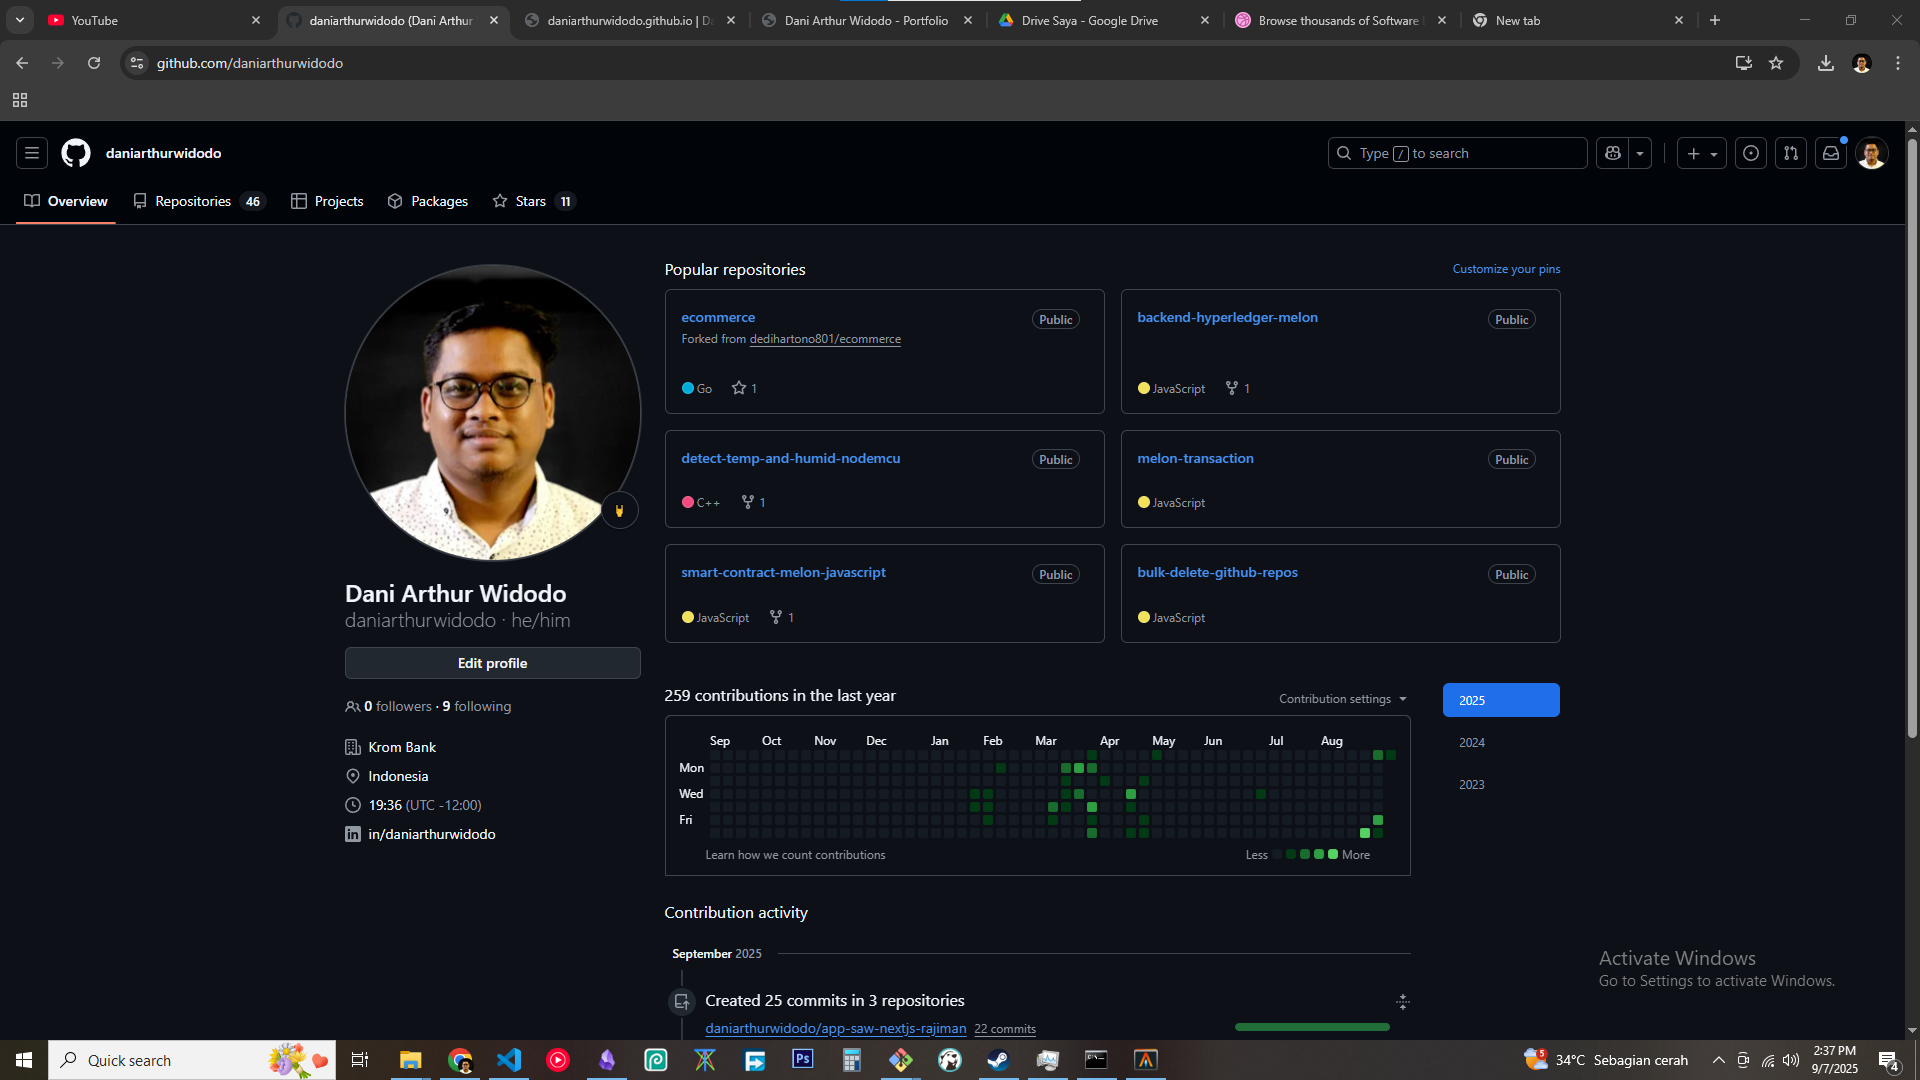 YouTube
daniarthurwidodo (Dani Arthur
daniarthurwidodo.github.io | Da
Dani Arthur Widodo - Portfolio
Drive Saya - Google Drive
Browse thousands of Software
New tab
github.com/daniarthurwidodo
daniarthurwidodo
Type / to search
Overview
Repositories 46
Projects
Packages
Stars 11
Popular repositories
Customize your pins
ecommerce
Public
Forked from dedihartono801/ecommerce
Go 1
backend-hyperledger-melon
Public
JavaScript 1
detect-temp-and-humid-nodemcu
Public
C++ 1
melon-transaction
Public
JavaScript
smart-contract-melon-javascript
Public
JavaScript 1
bulk-delete-github-repos
Public
JavaScript
Dani Arthur Widodo
daniarthurwidodo · he/him
Edit profile
0 followers · 9 following
Krom Bank
Indonesia
19:36 (UTC -12:00)
in/daniarthurwidodo
259 contributions in the last year
Contribution settings
2025
2024
2023
Sep Oct Nov Dec Jan Feb Mar Apr May Jun Jul Aug
Mon
Wed
Fri
Learn how we count contributions
Less
More
Contribution activity
September 2025
Created 25 commits in 3 repositories
daniarthurwidodo/app-saw-nextjs-rajiman 22 commits
Activate Windows
Go to Settings to activate Windows.
Quick search
Ps
5
34°C Sebagian cerah
2:37 PM
9/7/2025
4